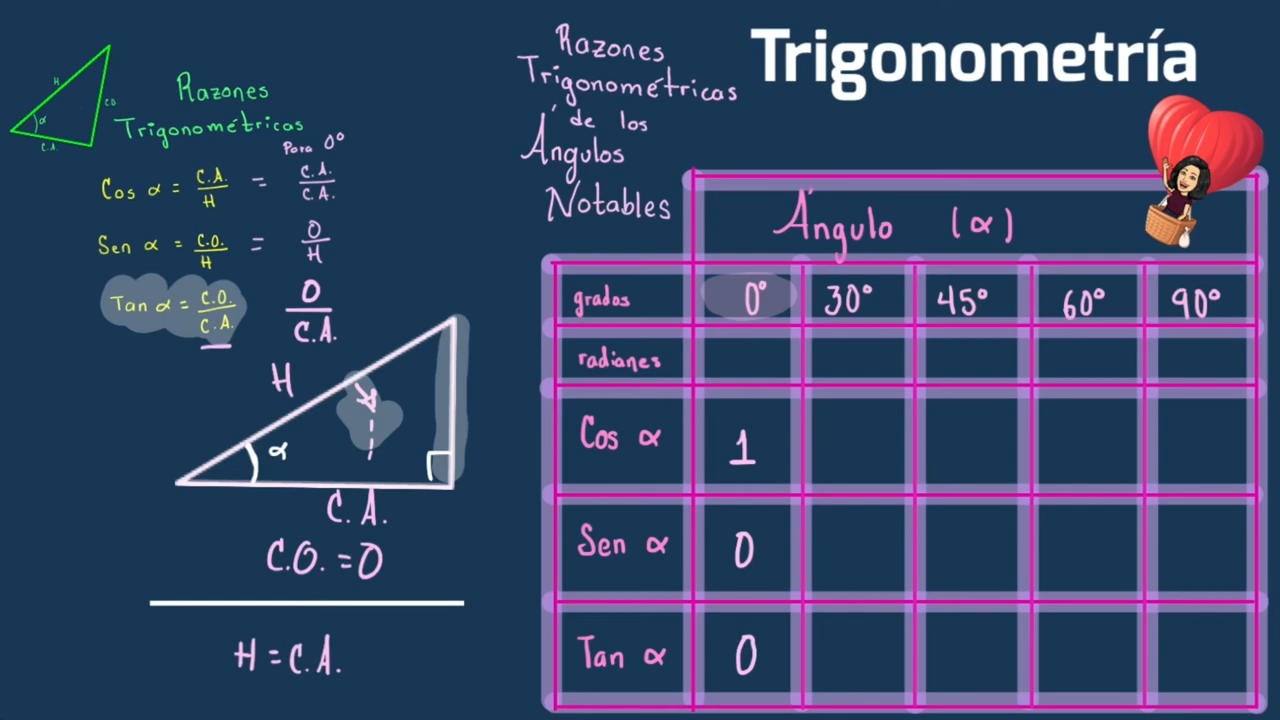 Trigonometría
H
α
C.O.
C.A.
Razones
Trigonométricas
Para 0°
Cos α = C.A./H = C.A./C.A.
Sen α = C.O./H = 0/H
Tan α = C.O./C.A. 0/C.A.
H
α
C.A.
C.O. = 0
H = C.A.
Razones
Trigonométricas
de los
Ángulos
Notables
Ángulo (α)
grados 0° 30° 45° 60° 90°
radianes
Cos α 1
Sen α 0
Tan α 0